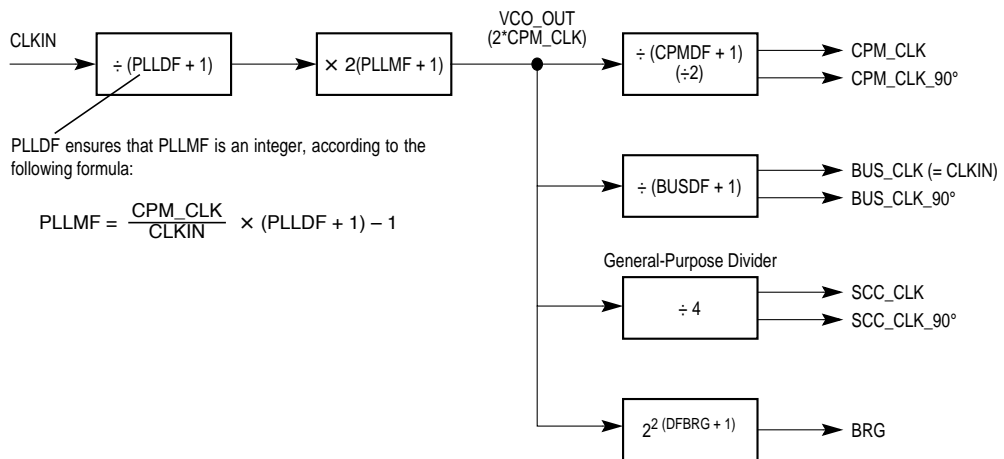 VCO_OUT
(2*CPM_CLK)
CLKIN
÷ (PLLDF + 1)
× 2(PLLMF + 1)
÷ (CPMDF + 1)
(÷2)
CPM_CLK
CPM_CLK_90°
PLLDF ensures that PLLMF is an integer, according to the
following formula:
PLLMF = CPM_CLK / CLKIN × (PLLDF + 1) – 1
÷ (BUSDF + 1)
BUS_CLK (= CLKIN)
BUS_CLK_90°
General-Purpose Divider
÷ 4
SCC_CLK
SCC_CLK_90°
2^2 (DFBRG + 1)
BRG